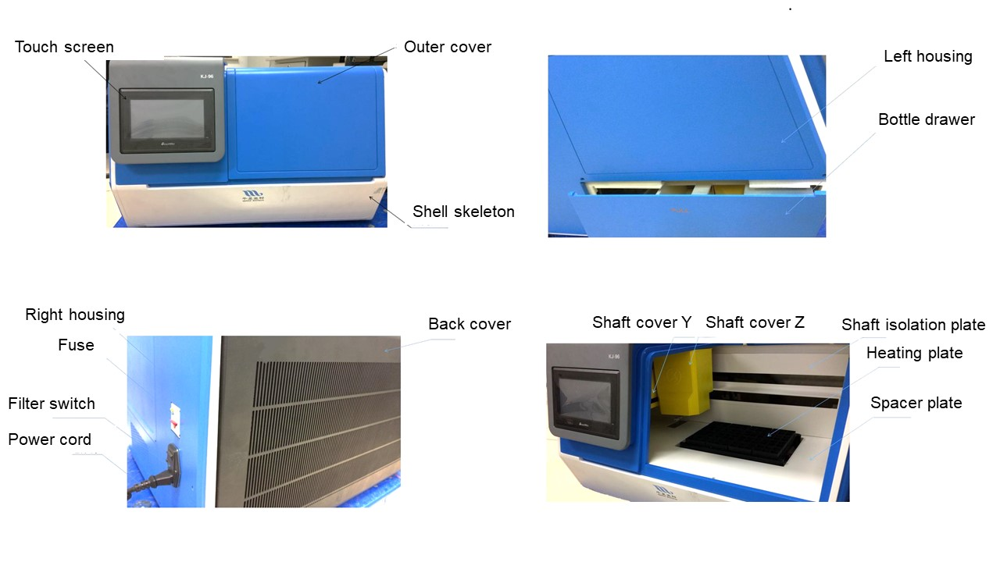 Touch screen
Outer cover
KJ-96
Shell skeleton
Left housing
Bottle drawer
Right housing
Fuse
Filter switch
Power cord
Back cover
Shaft cover Y
Shaft cover Z
Shaft isolation plate
Heating plate
Spacer plate
KJ-96